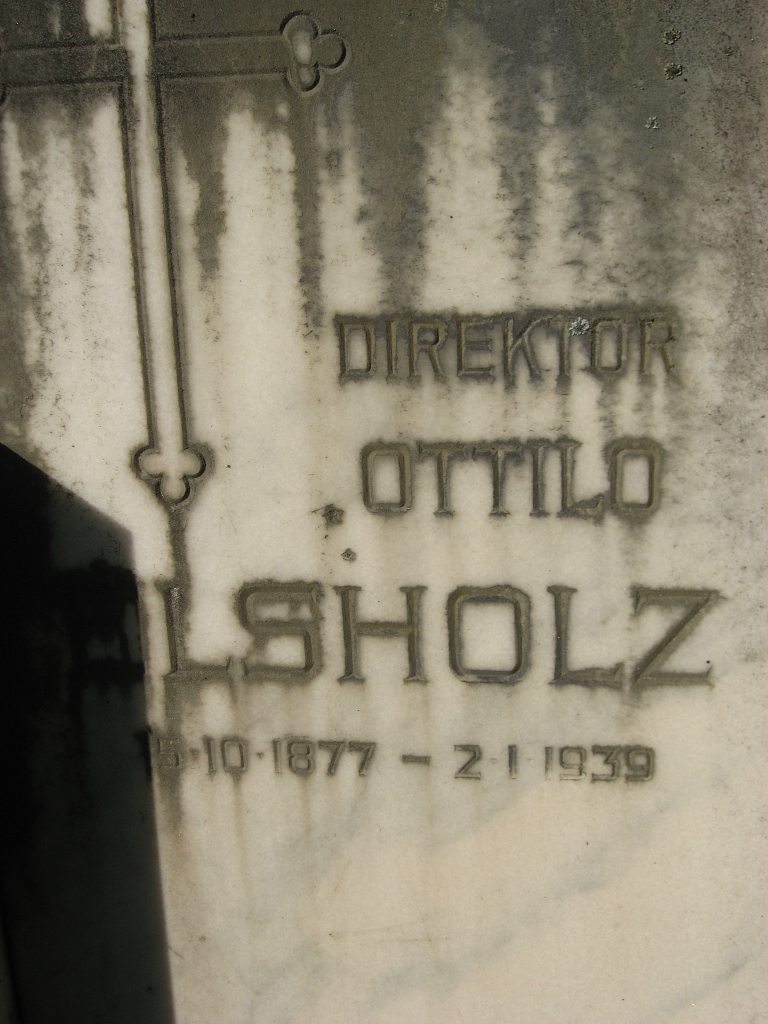 DIREKTOR
OTTILO
LSHOLZ
5·10·1877 – 2·1·1939